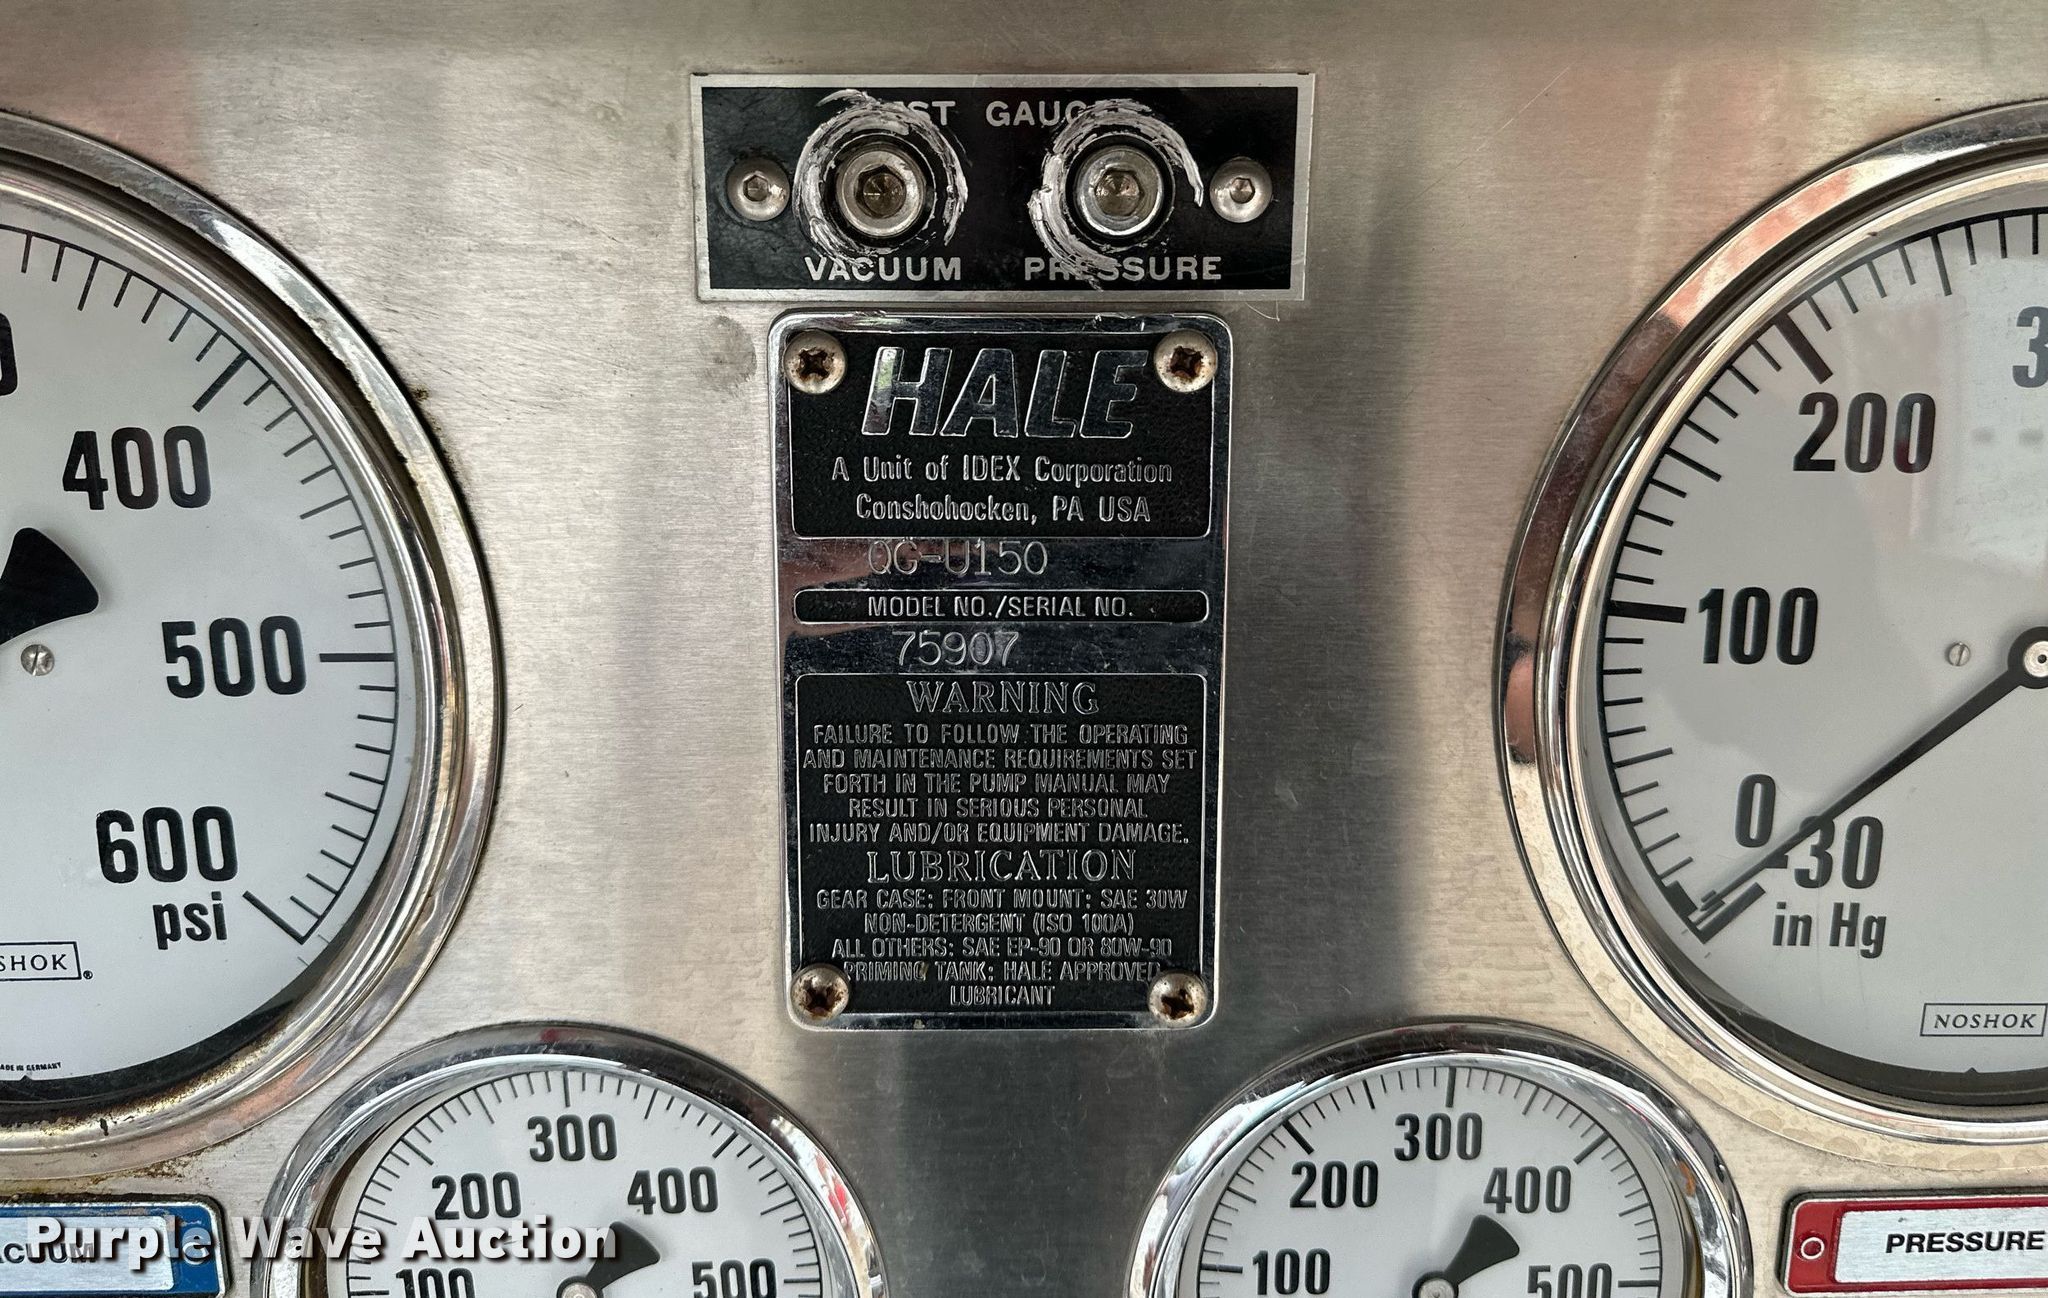 VACUUM PRESSURE
HALE
A Unit of IDEX Corporation
Conshohocken, PA USA
QG-U150
MODEL NO./SERIAL NO.
75907
WARNING
FAILURE TO FOLLOW THE OPERATING
AND MAINTENANCE REQUIREMENTS SET
FORTH IN THE PUMP MANUAL MAY
RESULT IN SERIOUS PERSONAL
INJURY AND/OR EQUIPMENT DAMAGE.
LUBRICATION
GEAR CASE: FRONT MOUNT: SAE 30W
NON-DETERGENT (ISO 100A)
ALL OTHERS: SAE EP-90 OR 80W-90
PRIMING TANK: HALE APPROVED
LUBRICANT
400
500
600
psi
200
100
0
-30
in Hg
NOSHOK
100
200
300
400
500
100
200
300
400
500
PRESSURE
Purple Wave Auction